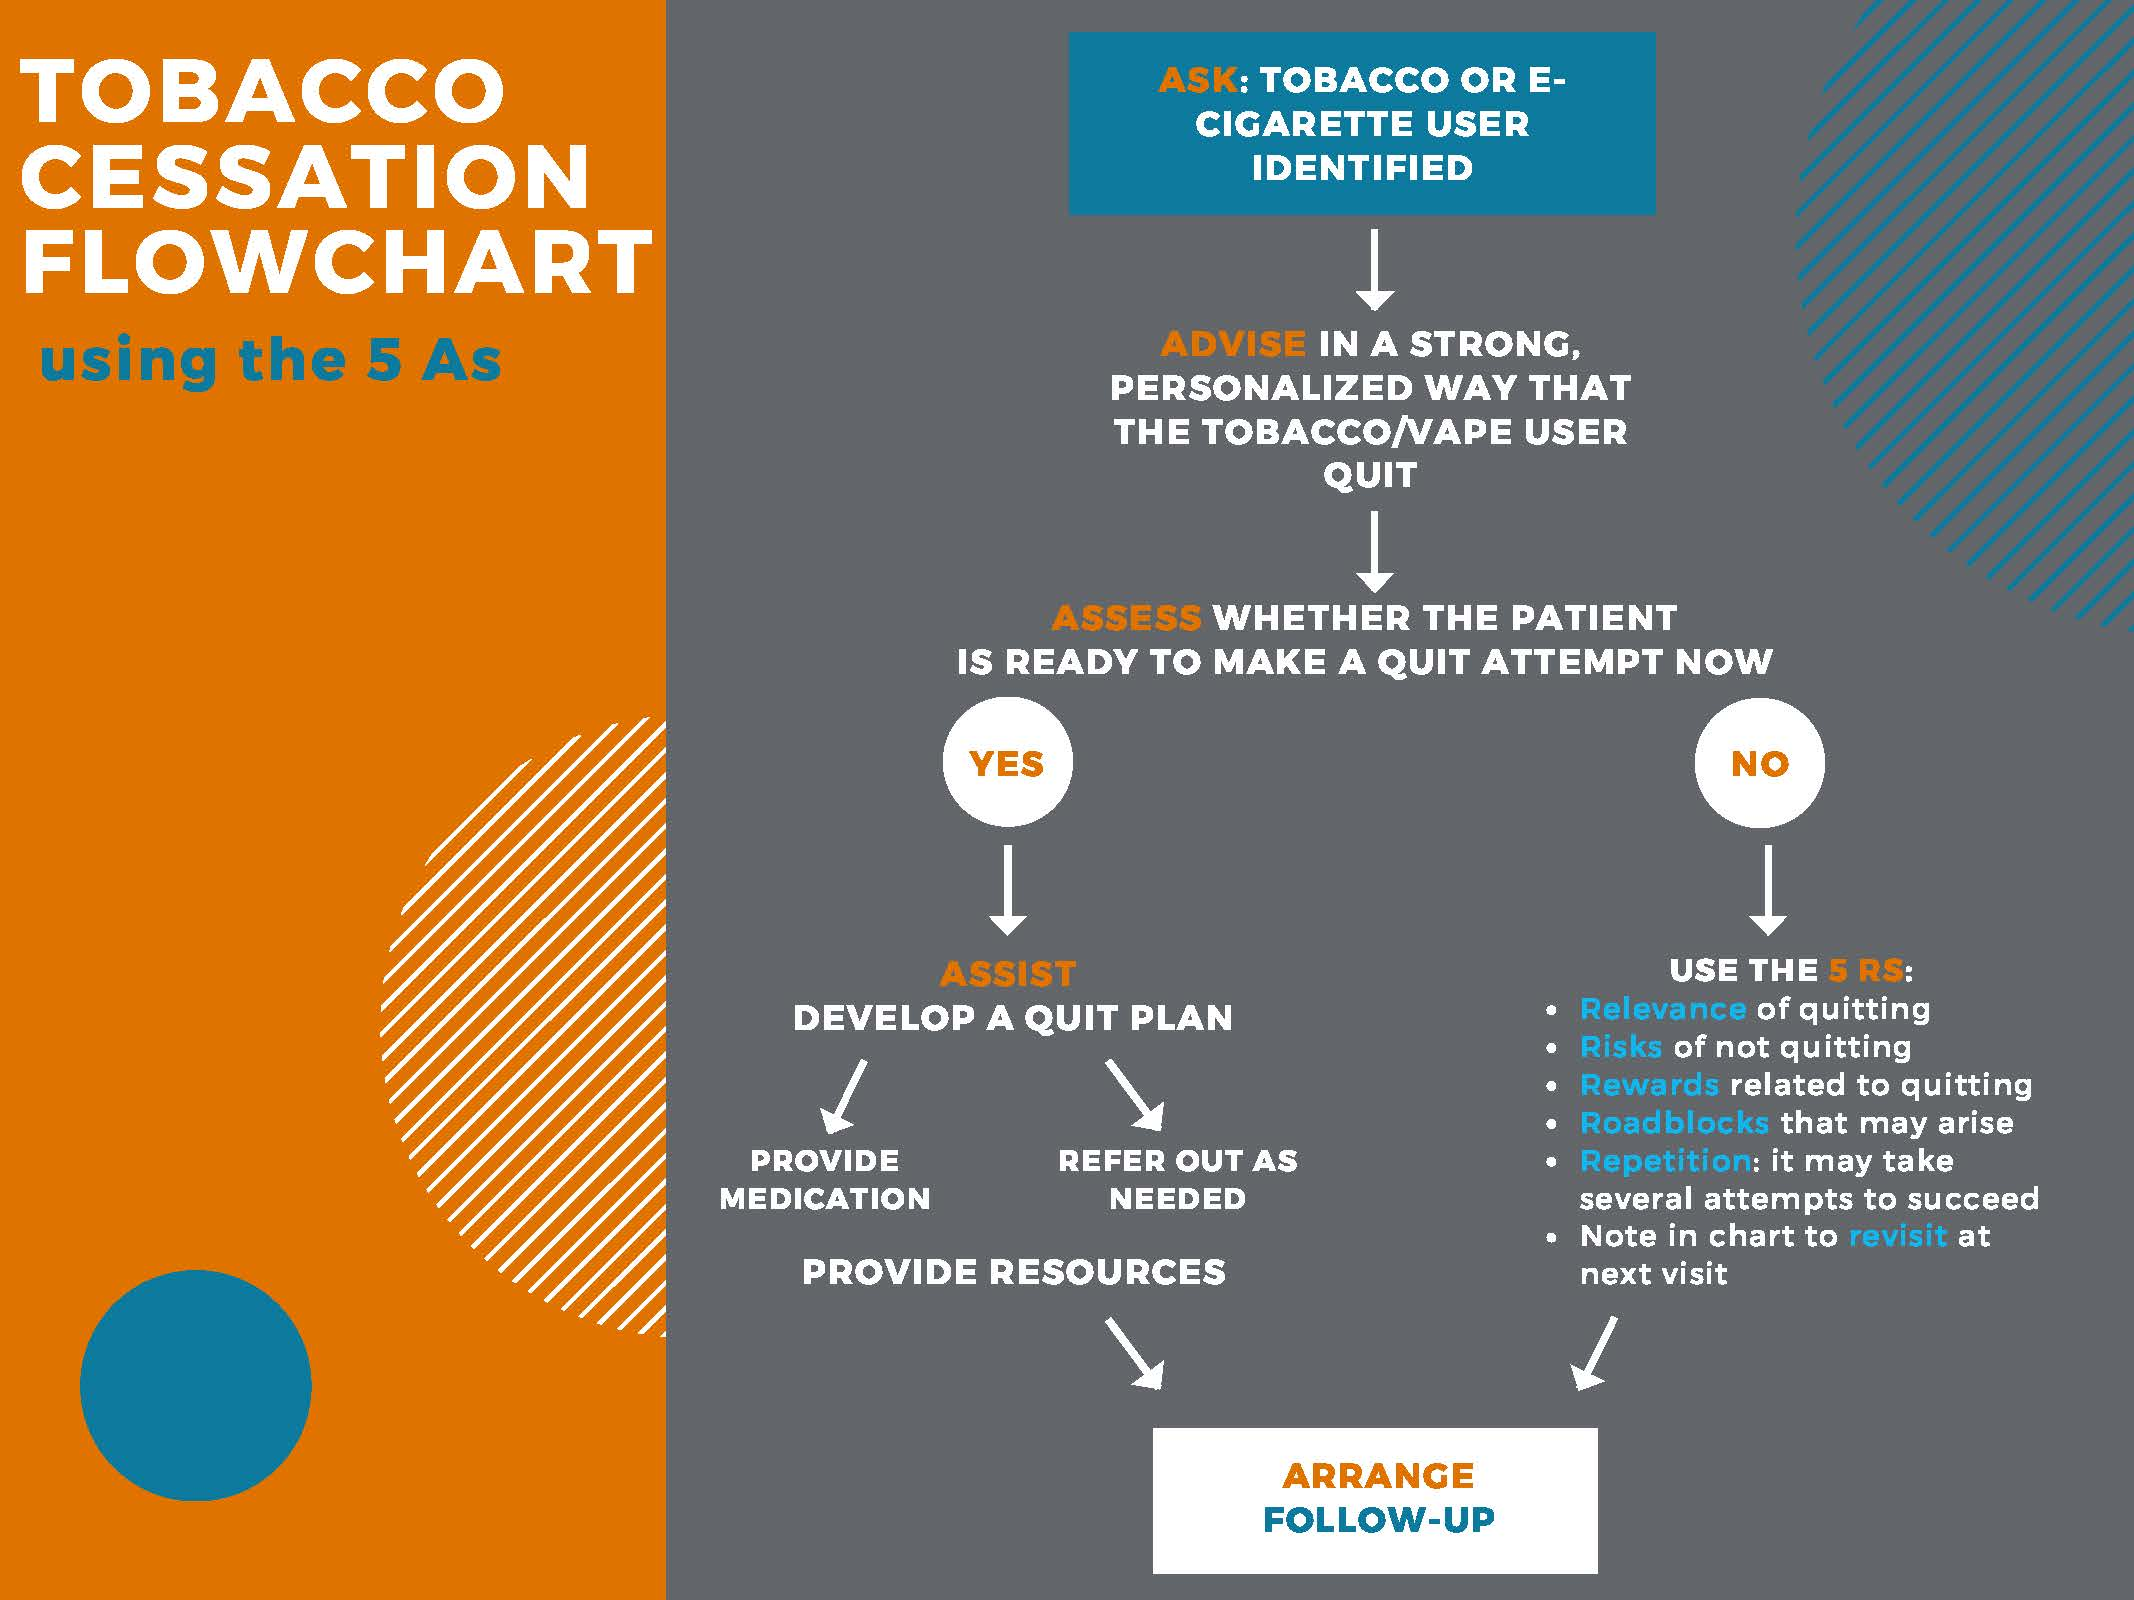 TOBACCO
CESSATION
FLOWCHART
using the 5 As
ASK: TOBACCO OR E-
CIGARETTE USER
IDENTIFIED
ADVISE IN A STRONG,
PERSONALIZED WAY THAT
THE TOBACCO/VAPE USER
QUIT
ASSESS WHETHER THE PATIENT
IS READY TO MAKE A QUIT ATTEMPT NOW
YES
NO
ASSIST
DEVELOP A QUIT PLAN
PROVIDE
MEDICATION
REFER OUT AS
NEEDED
PROVIDE RESOURCES
USE THE 5 RS:
• Relevance of quitting
• Risks of not quitting
• Rewards related to quitting
• Roadblocks that may arise
• Repetition: it may take
several attempts to succeed
• Note in chart to revisit at
next visit
ARRANGE
FOLLOW-UP